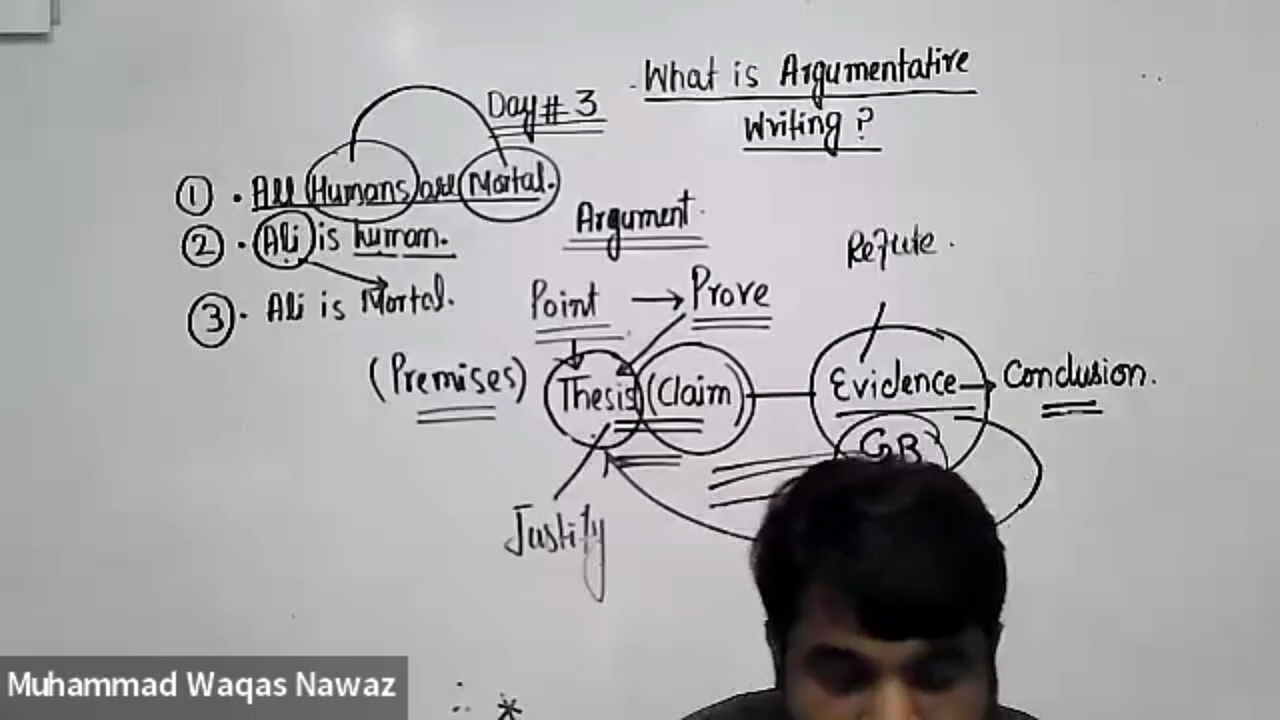 What is Argumentative
Writing?
Day # 3
① · All Humans are Mortal.
② · Ali is human.
③ · Ali is Mortal.
Argument
Refute.
Point → Prove
(Premises) Thesis (Claim) — Evidence → Conclusion.
Justify
∴ *
Muhammad Waqas Nawaz